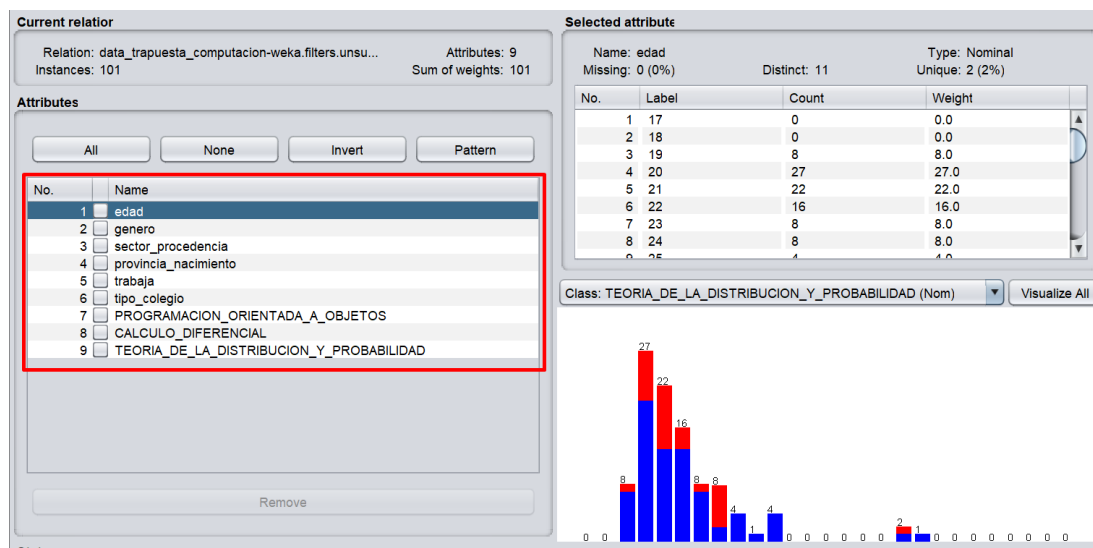 Current relation
Relation: data_trapuesta_computacion-weka.filters.unsu... Attributes: 9
Instances: 101 Sum of weights: 101
Attributes
All None Invert Pattern
No. Name
1 edad
2 genero
3 sector_procedencia
4 provincia_nacimiento
5 trabaja
6 tipo_colegio
7 PROGRAMACION_ORIENTADA_A_OBJETOS
8 CALCULO_DIFERENCIAL
9 TEORIA_DE_LA_DISTRIBUCION_Y_PROBABILIDAD
Remove
Selected attribute
Name: edad Type: Nominal
Missing: 0 (0%) Distinct: 11 Unique: 2 (2%)
No. Label Count Weight
1 17 0 0.0
2 18 0 0.0
3 19 8 8.0
4 20 27 27.0
5 21 22 22.0
6 22 16 16.0
7 23 8 8.0
8 24 8 8.0
9 25 4 4.0
Class: TEORIA_DE_LA_DISTRIBUCION_Y_PROBABILIDAD (Nom) Visualize All
27
22
16
8 8 8
4 4
2
1 1
0 0 0 0 0 0 0 0 0 0 0 0 0 0 0 0